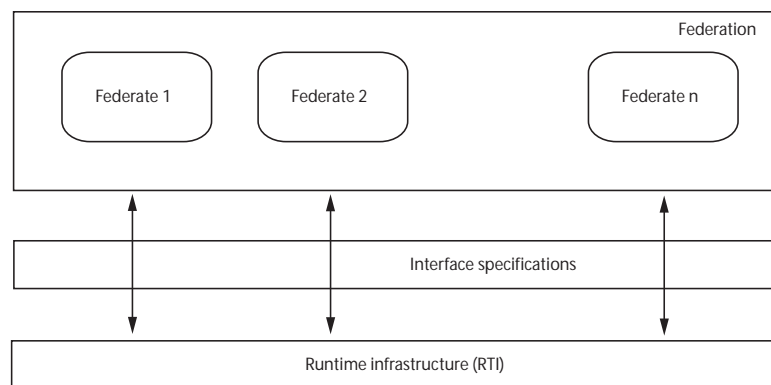 Federation
Federate 1
Federate 2
Federate n
Interface specifications
Runtime infrastructure (RTI)